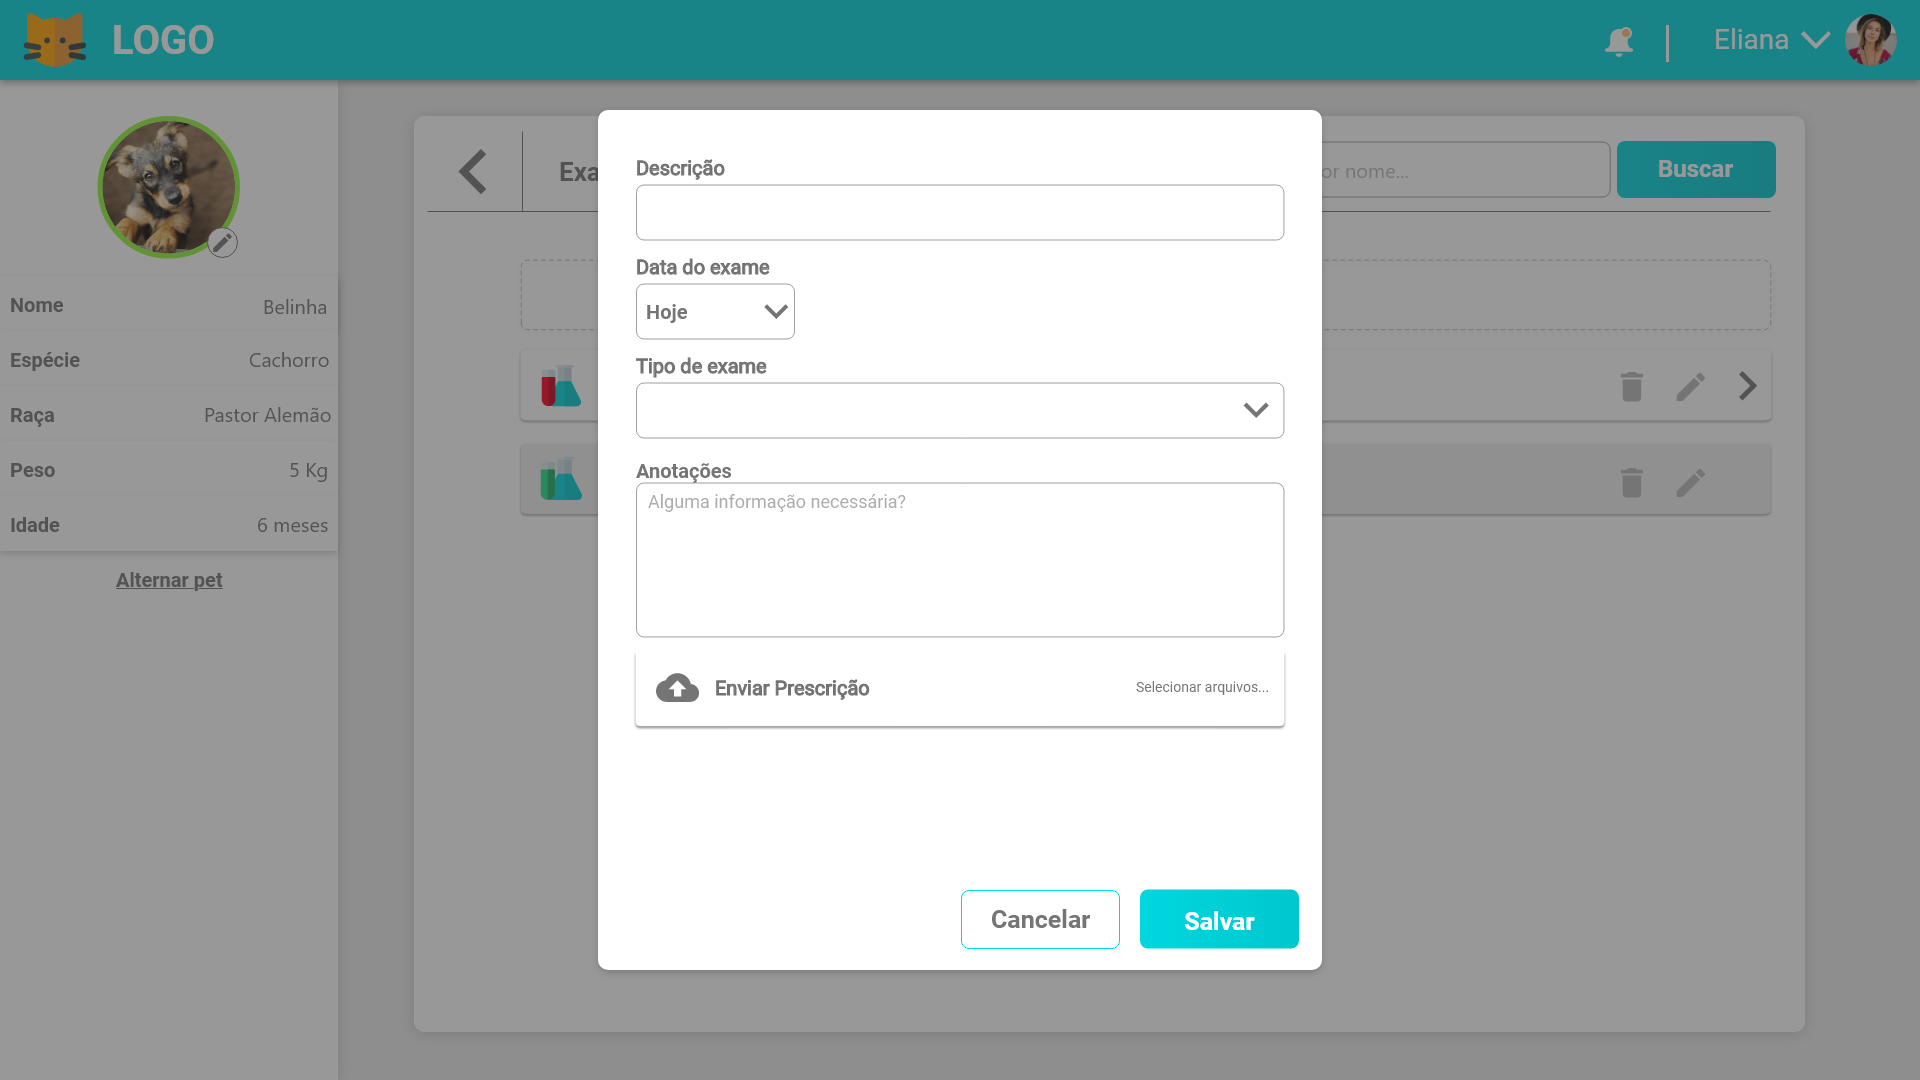 LOGO
Eliana
Exa
or nome...
Buscar
Nome Belinha
Espécie Cachorro
Raça Pastor Alemão
Peso 5 Kg
Idade 6 meses
Alternar pet
Descrição
Data do exame
Hoje
Tipo de exame
Anotações
Alguma informação necessária?
Enviar Prescrição Selecionar arquivos...
Cancelar Salvar